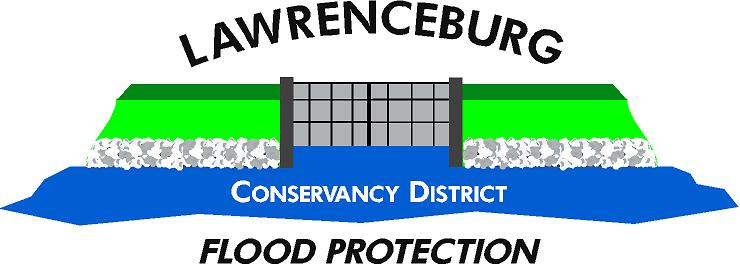 LAWRENCEBURG
CONSERVANCY DISTRICT
FLOOD PROTECTION